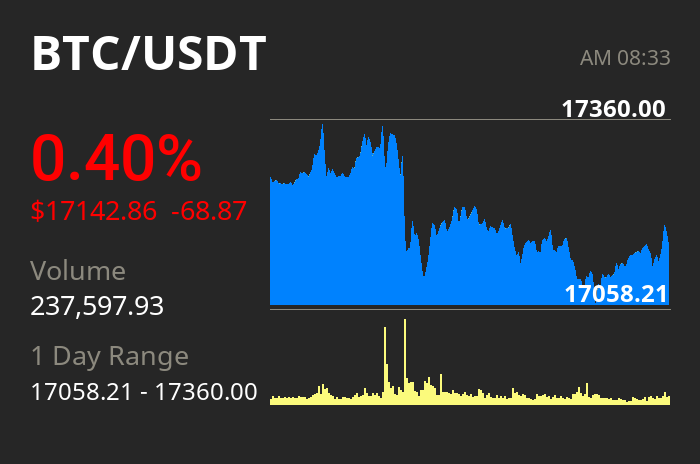 BTC/USDT
AM 08:33
17360.00
0.40%
$17142.86 -68.87
Volume
237,597.93
17058.21
1 Day Range
17058.21 - 17360.00